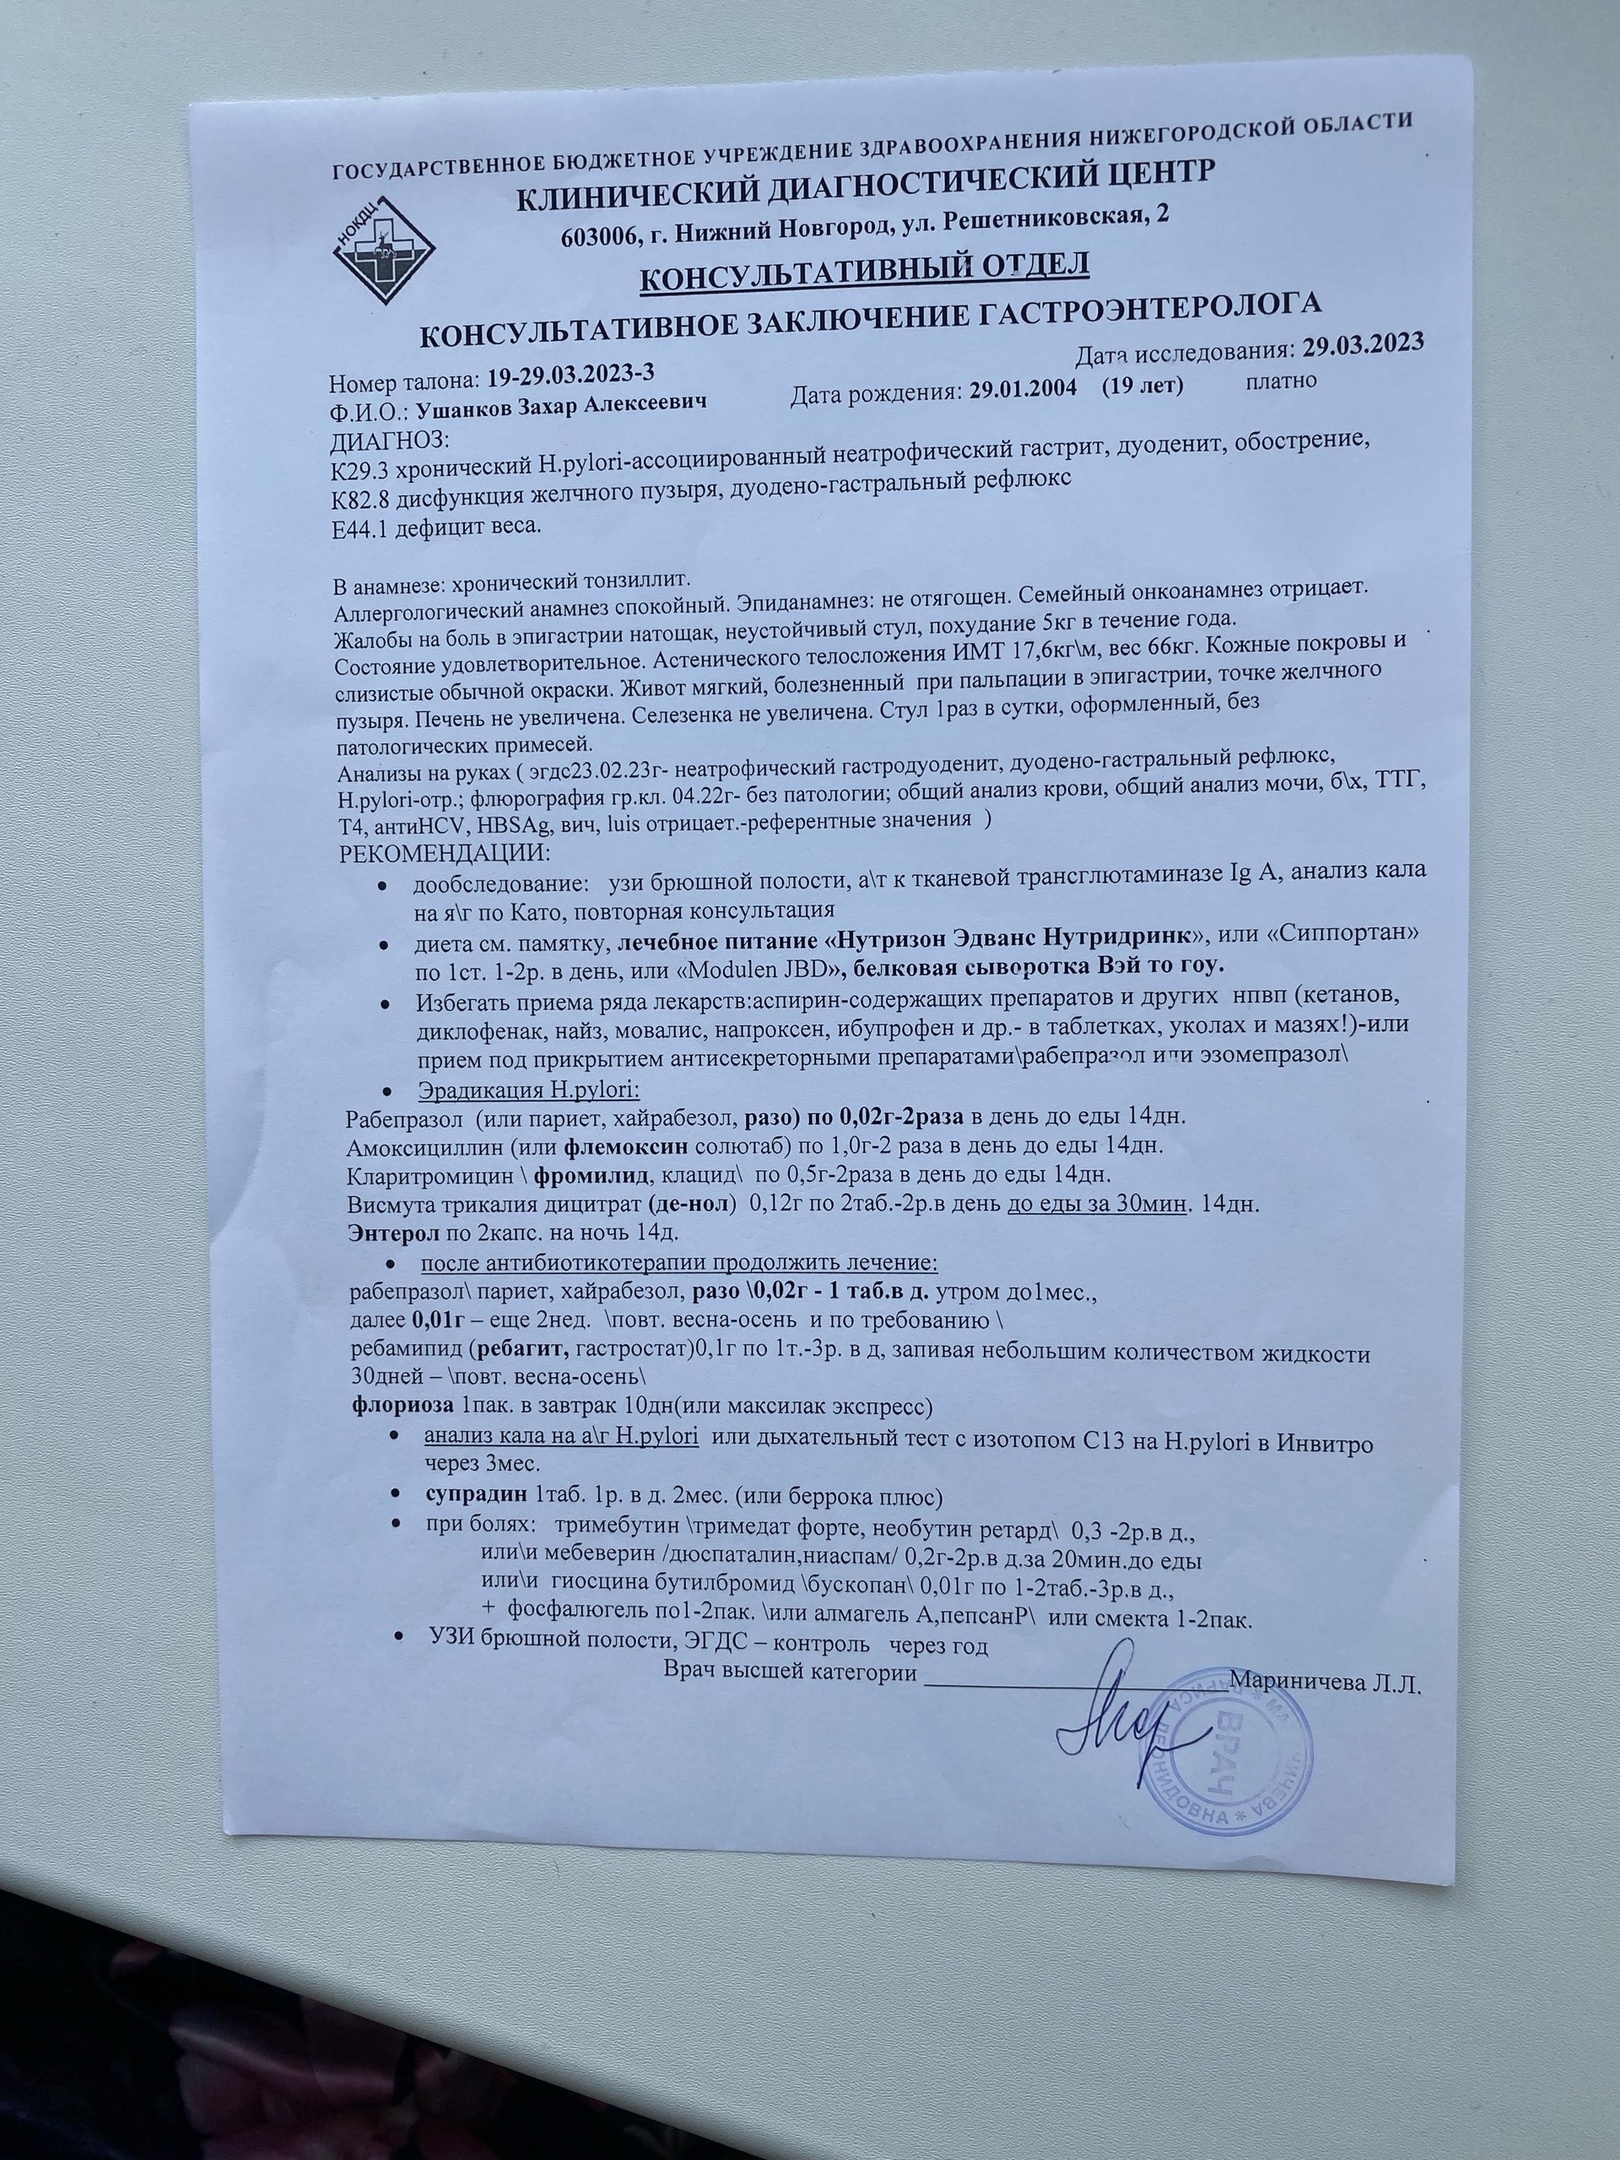 ГОСУДАРСТВЕННОЕ БЮДЖЕТНОЕ УЧРЕЖДЕНИЕ ЗДРАВООХРАНЕНИЯ НИЖЕГОРОДСКОЙ ОБЛАСТИ
НОКДЦ
КЛИНИЧЕСКИЙ ДИАГНОСТИЧЕСКИЙ ЦЕНТР
603006, г. Нижний Новгород, ул. Решетниковская, 2
КОНСУЛЬТАТИВНЫЙ ОТДЕЛ
КОНСУЛЬТАТИВНОЕ ЗАКЛЮЧЕНИЕ ГАСТРОЭНТЕРОЛОГА
Номер талона: 19-29.03.2023-3 Дата исследования: 29.03.2023
Ф.И.О.: Ушанков Захар Алексеевич Дата рождения: 29.01.2004 (19 лет) платно
ДИАГНОЗ:
К29.3 хронический H.pylori-ассоциированный неатрофический гастрит, дуоденит, обострение,
К82.8 дисфункция желчного пузыря, дуодено-гастральный рефлюкс
Е44.1 дефицит веса.
В анамнезе: хронический тонзиллит.
Аллергологический анамнез спокойный. Эпиданамнез: не отягощен. Семейный онкоанамнез отрицает.
Жалобы на боль в эпигастрии натощак, неустойчивый стул, похудание 5кг в течение года.
Состояние удовлетворительное. Астенического телосложения ИМТ 17,6кг\м, вес 66кг. Кожные покровы и
слизистые обычной окраски. Живот мягкий, болезненный при пальпации в эпигастрии, точке желчного
пузыря. Печень не увеличена. Селезенка не увеличена. Стул 1раз в сутки, оформленный, без
патологических примесей.
Анализы на руках ( эгдс23.02.23г- неатрофический гастродуоденит, дуодено-гастральный рефлюкс,
H.pylori-отр.; флюрография гр.кл. 04.22г- без патологии; общий анализ крови, общий анализ мочи, б\х, ТТГ,
Т4, антиHCV, HBSAg, вич, luis отрицает.-референтные значения )
РЕКОМЕНДАЦИИ:
• дообследование: узи брюшной полости, а\т к тканевой трансглютаминазе Ig A, анализ кала
на я\г по Като, повторная консультация
• диета см. памятку, лечебное питание «Нутризон Эдванс Нутридринк», или «Сиппортан»
по 1ст. 1-2р. в день, или «Modulen JBD», белковая сыворотка Вэй то гоу.
• Избегать приема ряда лекарств:аспирин-содержащих препаратов и других нпвп (кетанов,
диклофенак, найз, мовалис, напроксен, ибупрофен и др.- в таблетках, уколах и мазях!)-или
прием под прикрытием антисекреторными препаратами\рабепразол или эзомепразол\
• Эрадикация H.pylori:
Рабепразол (или париет, хайрабезол, разо) по 0,02г-2раза в день до еды 14дн.
Амоксициллин (или флемоксин солютаб) по 1,0г-2 раза в день до еды 14дн.
Кларитромицин \ фромилид, клацид\ по 0,5г-2раза в день до еды 14дн.
Висмута трикалия дицитрат (де-нол) 0,12г по 2таб.-2р.в день до еды за 30мин. 14дн.
Энтерол по 2капс. на ночь 14д.
• после антибиотикотерапии продолжить лечение:
рабепразол\ париет, хайрабезол, разо \0,02г - 1 таб.в д. утром до1мес.,
далее 0,01г – еще 2нед. \повт. весна-осень и по требованию \
ребамипид (ребагит, гастростат)0,1г по 1т.-3р. в д, запивая небольшим количеством жидкости
30дней – \повт. весна-осень\
флориоза 1пак. в завтрак 10дн(или максилак экспресс)
• анализ кала на а\г H.pylori или дыхательный тест с изотопом С13 на H.pylori в Инвитро
через 3мес.
• супрадин 1таб. 1р. в д. 2мес. (или беррока плюс)
• при болях: тримебутин \тримедат форте, необутин ретард\ 0,3 -2р.в д.,
или\и мебеверин /дюспаталин,ниаспам/ 0,2г-2р.в д.за 20мин.до еды
или\и гиосцина бутилбромид \бускопан\ 0,01г по 1-2таб.-3р.в д.,
+ фосфалюгель по1-2пак. \или алмагель А,пепсанР\ или смекта 1-2пак.
• УЗИ брюшной полости, ЭГДС – контроль через год
Врач высшей категории Мариничева Л.Л.
ЛАРИСА ЛЕОНИДОВНА
ВРАЧ